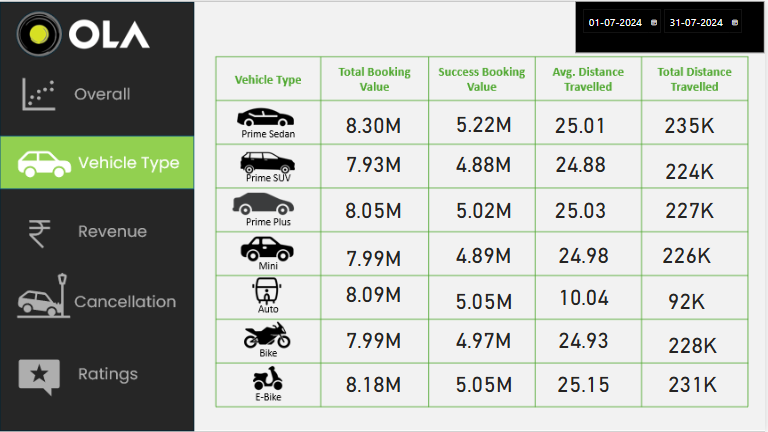 OLA
01-07-2024 31-07-2024
Overall
Vehicle Type
Revenue
Cancellation
Ratings
Vehicle Type Total Booking Value Success Booking Value Avg. Distance Travelled Total Distance Travelled
Prime Sedan 8.30M 5.22M 25.01 235K
Prime SUV 7.93M 4.88M 24.88 224K
Prime Plus 8.05M 5.02M 25.03 227K
Mini 7.99M 4.89M 24.98 226K
Auto 8.09M 5.05M 10.04 92K
Bike 7.99M 4.97M 24.93 228K
E-Bike 8.18M 5.05M 25.15 231K